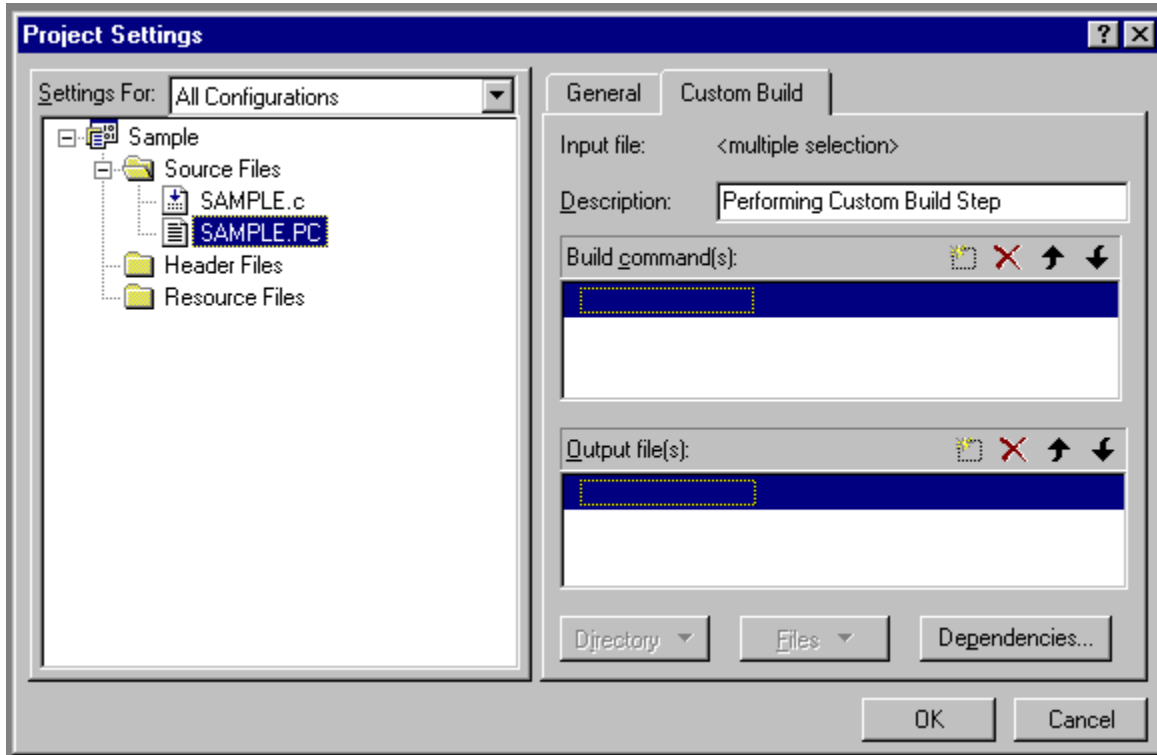 Project Settings
Settings For: All Configurations
Sample
Source Files
SAMPLE.c
SAMPLE.PC
Header Files
Resource Files
General Custom Build
Input file: <multiple selection>
Description: Performing Custom Build Step
Build command(s):
Output file(s):
Directory Files Dependencies...
OK Cancel